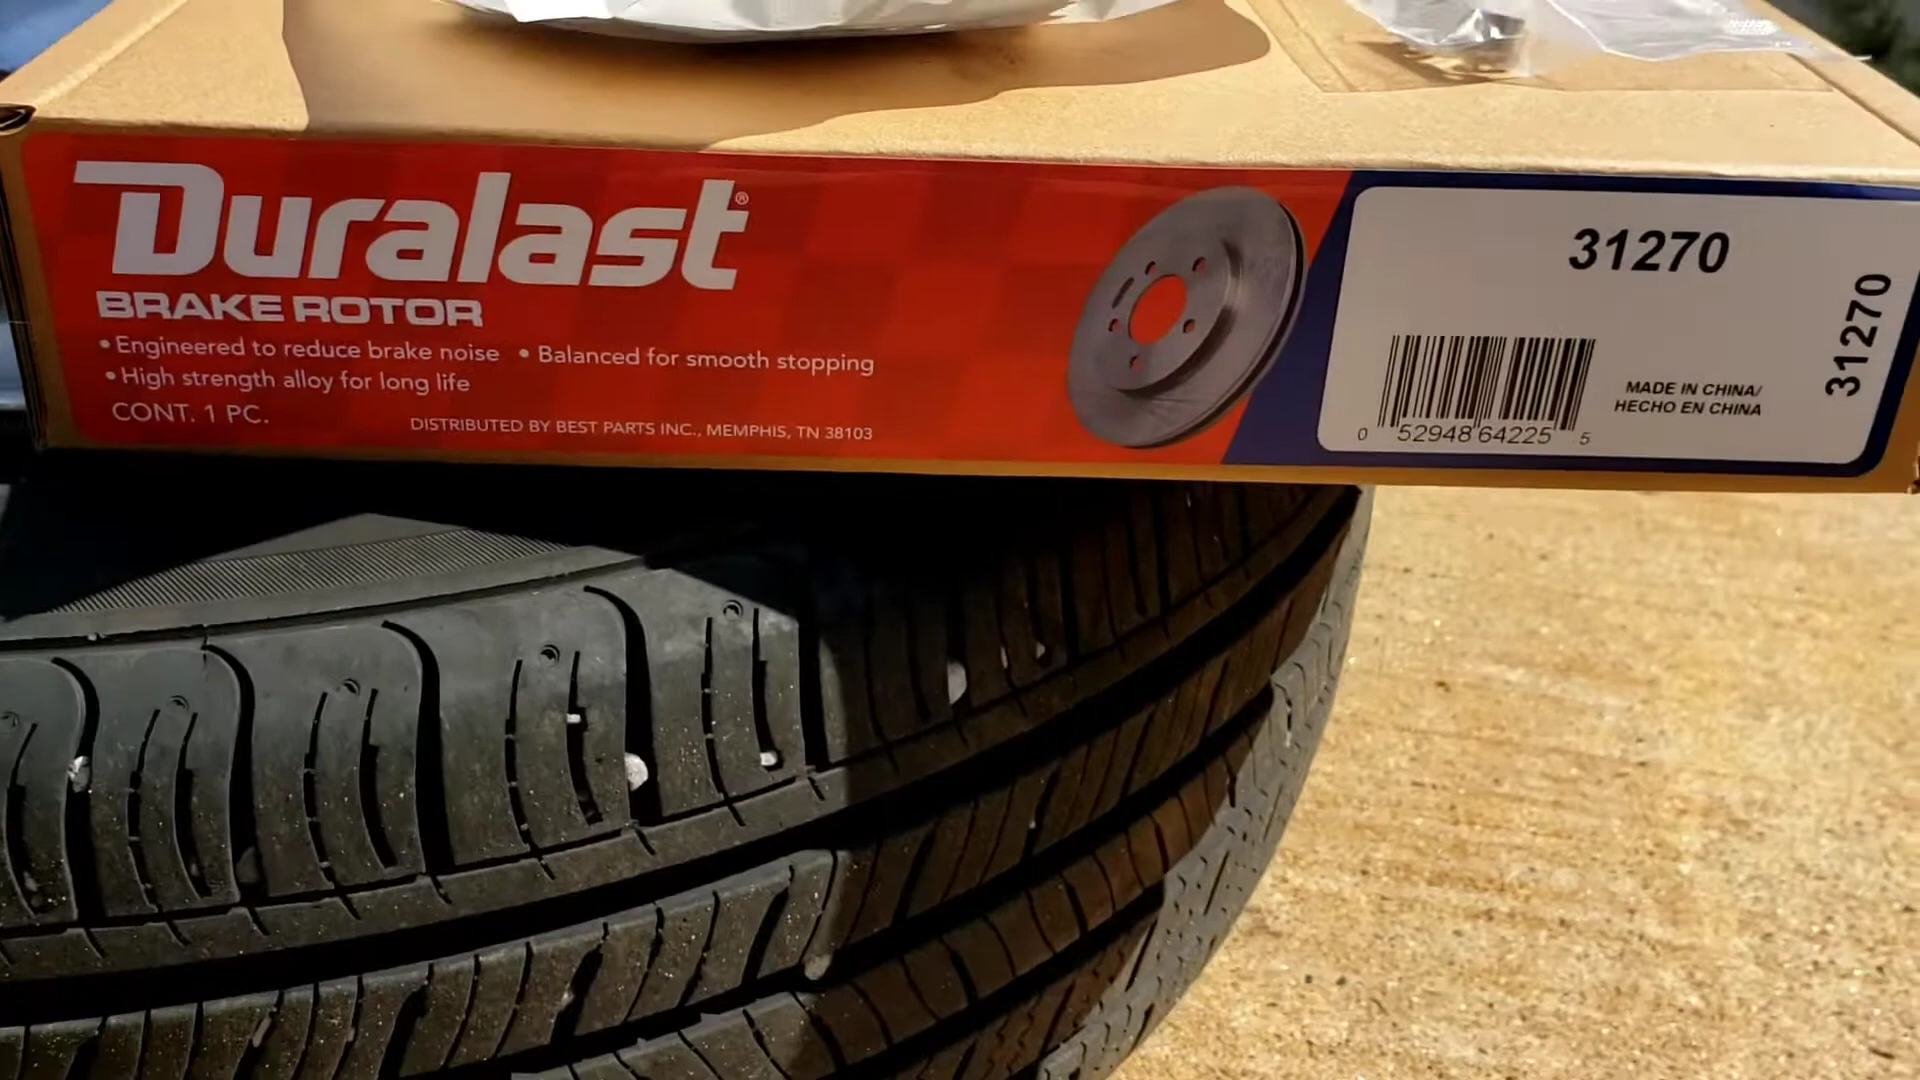 Duralast®
BRAKE ROTOR
• Engineered to reduce brake noise • Balanced for smooth stopping
• High strength alloy for long life
CONT. 1 PC.
DISTRIBUTED BY BEST PARTS INC., MEMPHIS, TN 38103
31270
31270
MADE IN CHINA/
HECHO EN CHINA
0 52948 64225 5